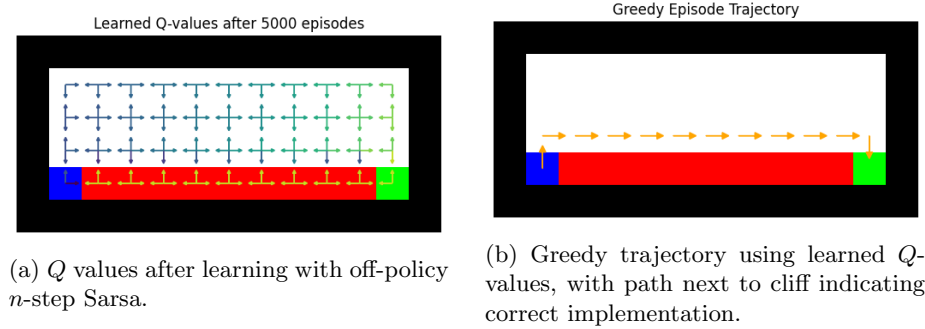 Learned Q-values after 5000 episodes
Greedy Episode Trajectory
(a) Q values after learning with off-policy
n-step Sarsa.
(b) Greedy trajectory using learned Q-
values, with path next to cliff indicating
correct implementation.